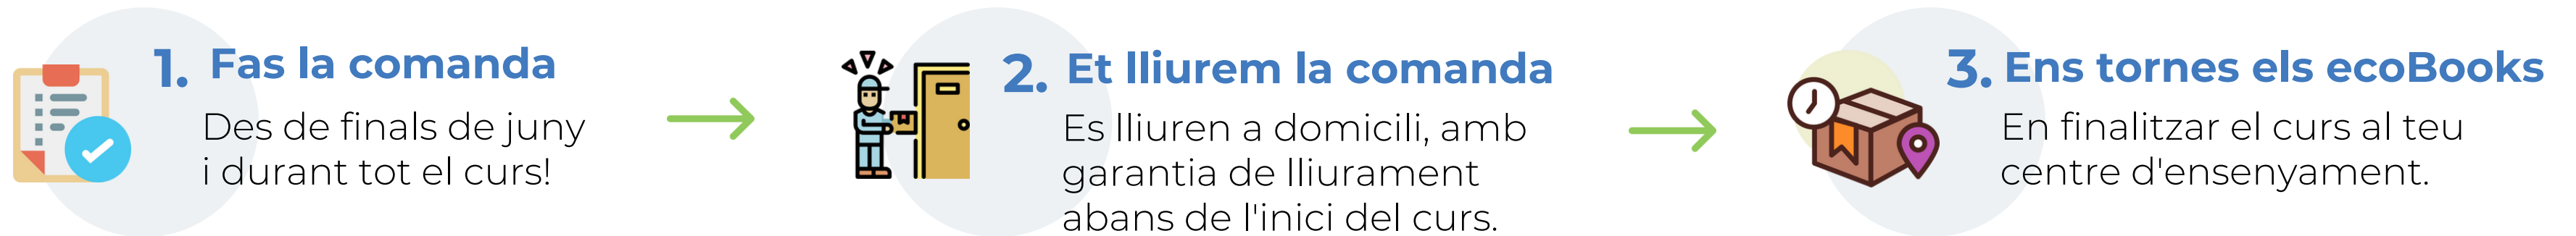 1. Fas la comanda
Des de finals de juny
i durant tot el curs!
2. Et lliurem la comanda
Es lliuren a domicili, amb
garantia de lliurament
abans de l'inici del curs.
3. Ens tornes els ecoBooks
En finalitzar el curs al teu
centre d'ensenyament.